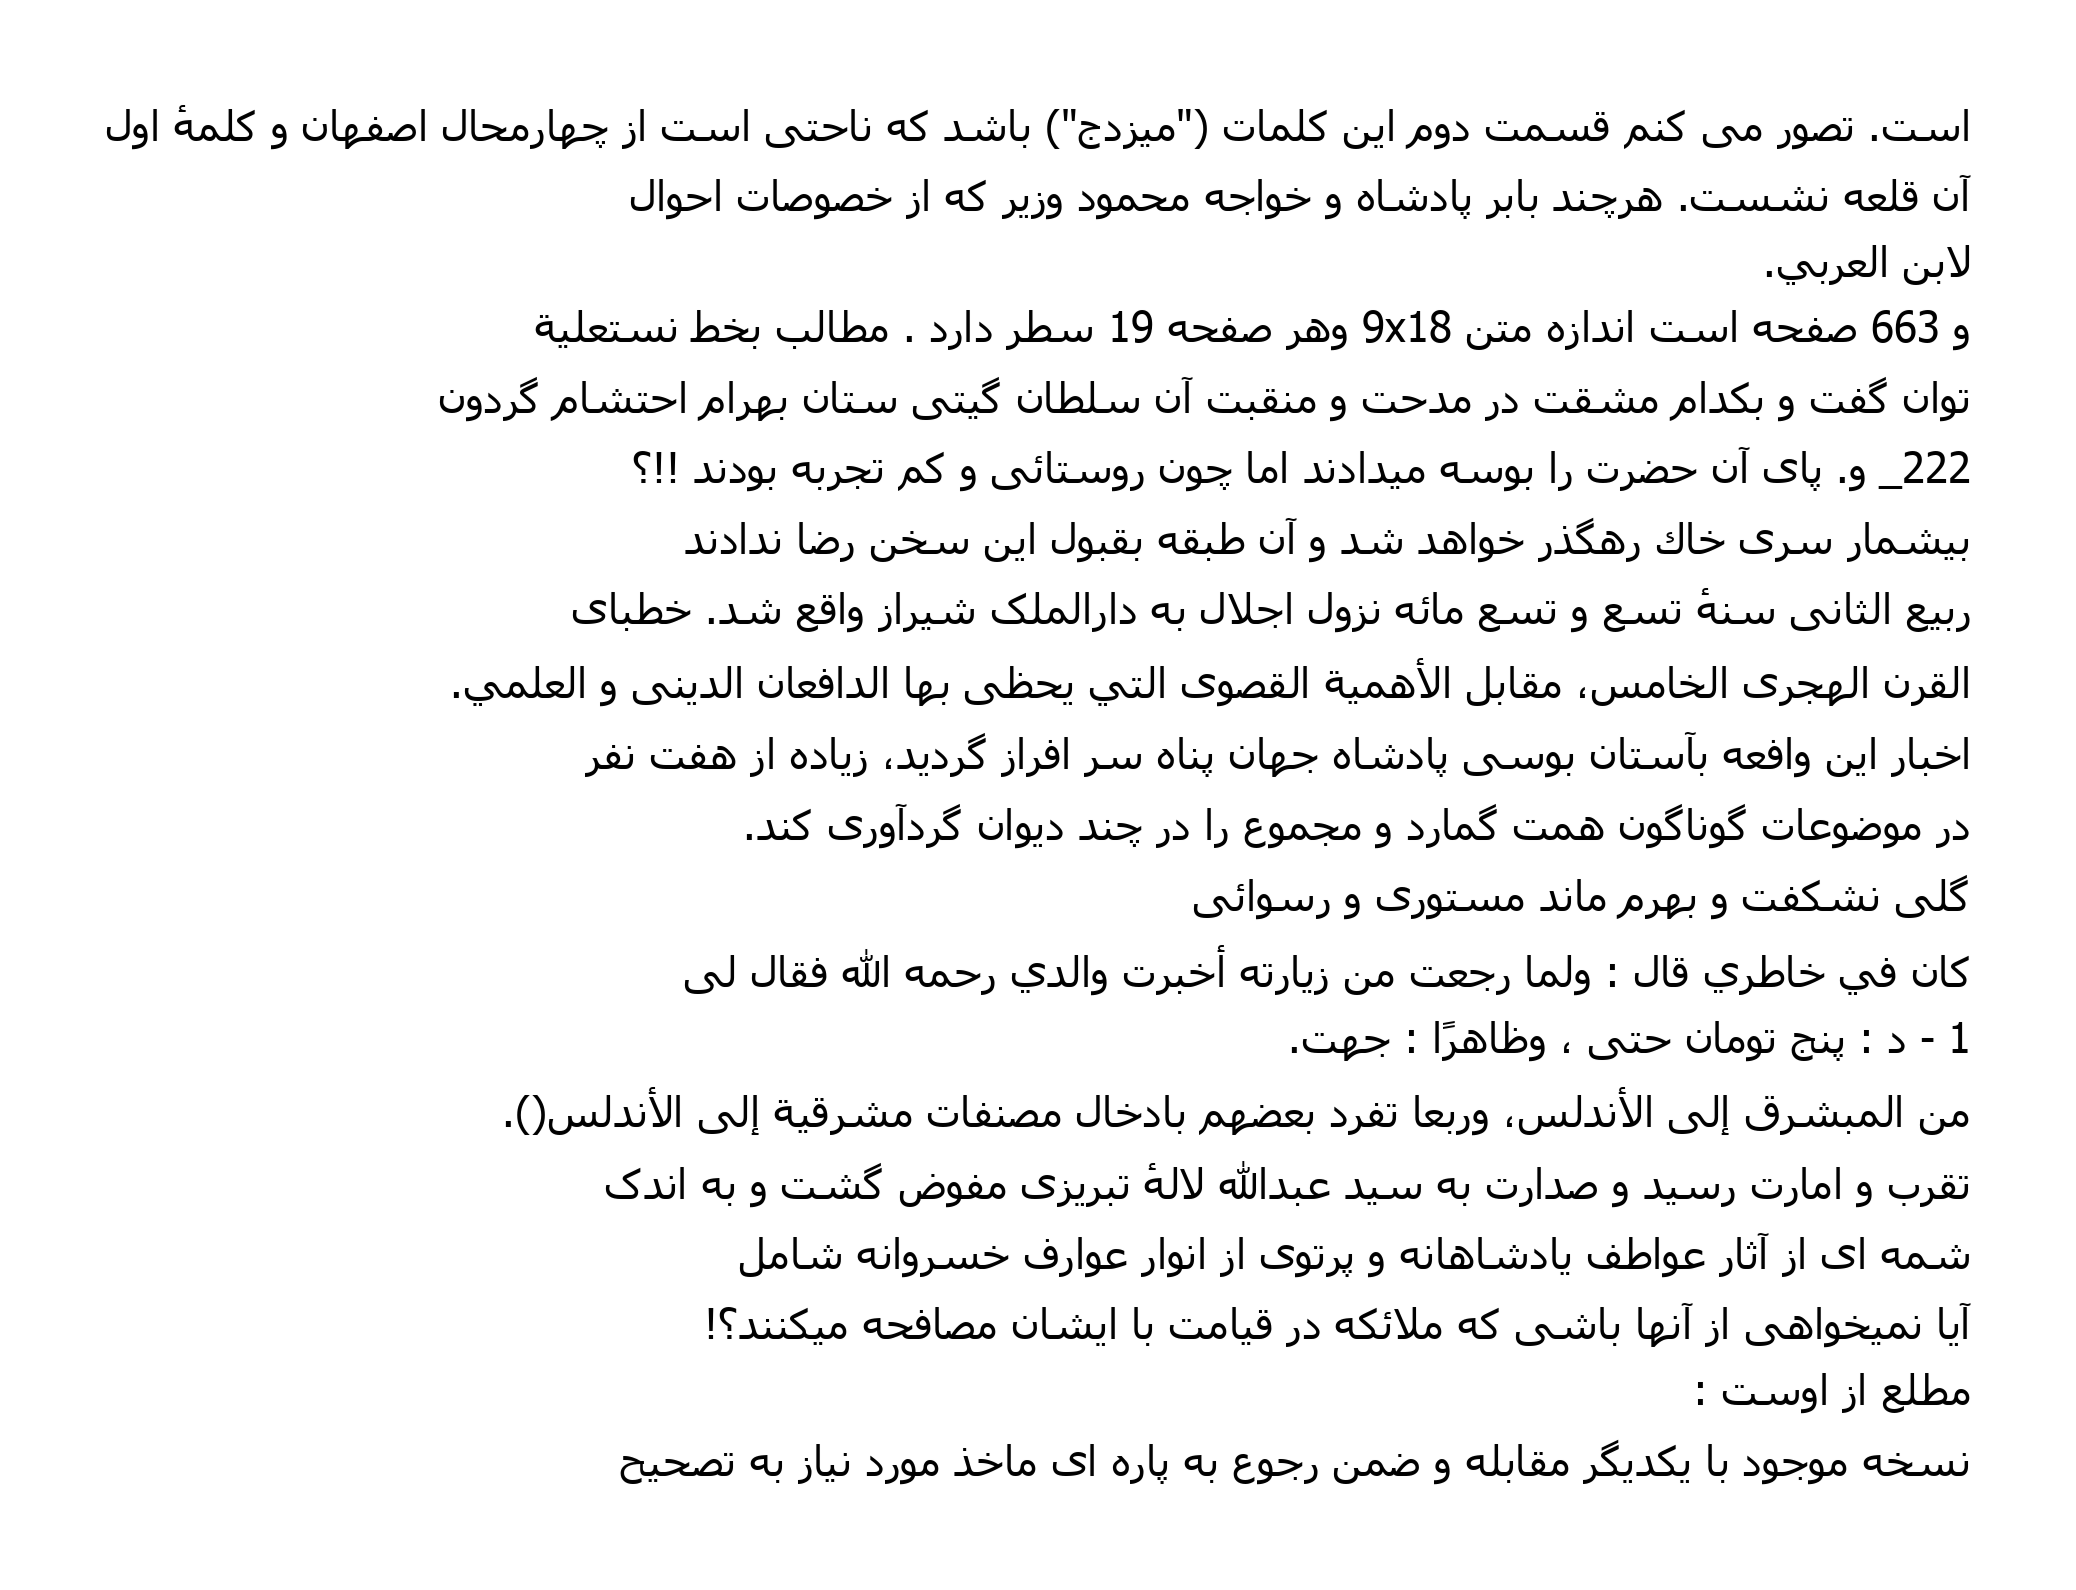 است. تصور می کنم قسمت دوم این کلمات ("میزدج") باشد که ناحتی است از چهارمحال اصفهان و کلمهٔ اول
آن قلعه نشست. هرچند بابر پادشاه و خواجه محمود وزیر که از خصوصات احوال
لابن العربي.
و 663 صفحه است اندازه متن 9x18 وهر صفحه 19 سطر دارد . مطالب بخط نستعلیة
توان گفت و بکدام مشقت در مدحت و منقبت آن سلطان گیتی ستان بهرام احتشام گردون
222_ و. پای آن حضرت را بوسه میدادند اما چون روستائی و کم تجربه بودند !!؟
بیشمار سری خاك رهگذر خواهد شد و آن طبقه بقبول این سخن رضا ندادند
ربیع الثانی سنهٔ تسع و تسع مائه نزول اجلال به دارالملک شیراز واقع شد. خطبای
القرن الهجری الخامس، مقابل الأهمية القصوى التي يحظى بها الدافعان الدینی و العلمي.
اخبار این وافعه بآستان بوسی پادشاه جهان پناه سر افراز گردید، زیاده از هفت نفر
در موضوعات گوناگون همت گمارد و مجموع را در چند دیوان گردآوری کند.
گلی نشکفت و بهرم ماند مستوری و رسوائی
كان في خاطري قال : ولما رجعت من زيارته أخبرت والدي رحمه الله فقال لی
1 - د : پنج تومان حتی ، وظاهرًا : جهت.
من المبشرق إلى الأندلس، وربعا تفرد بعضهم بادخال مصنفات مشرقية إلى الأندلس().
تقرب و امارت رسید و صدارت به سید عبدالله لالهٔ تبریزی مفوض گشت و به اندک
شمه ای از آثار عواطف یادشاهانه و پرتوی از انوار عوارف خسروانه شامل
آیا نمیخواهی از آنها باشی که ملائکه در قیامت با ایشان مصافحه میکنند؟!
مطلع از اوست :
نسخه موجود با یکدیگر مقابله و ضمن رجوع به پاره ای ماخذ مورد نیاز به تصحیح